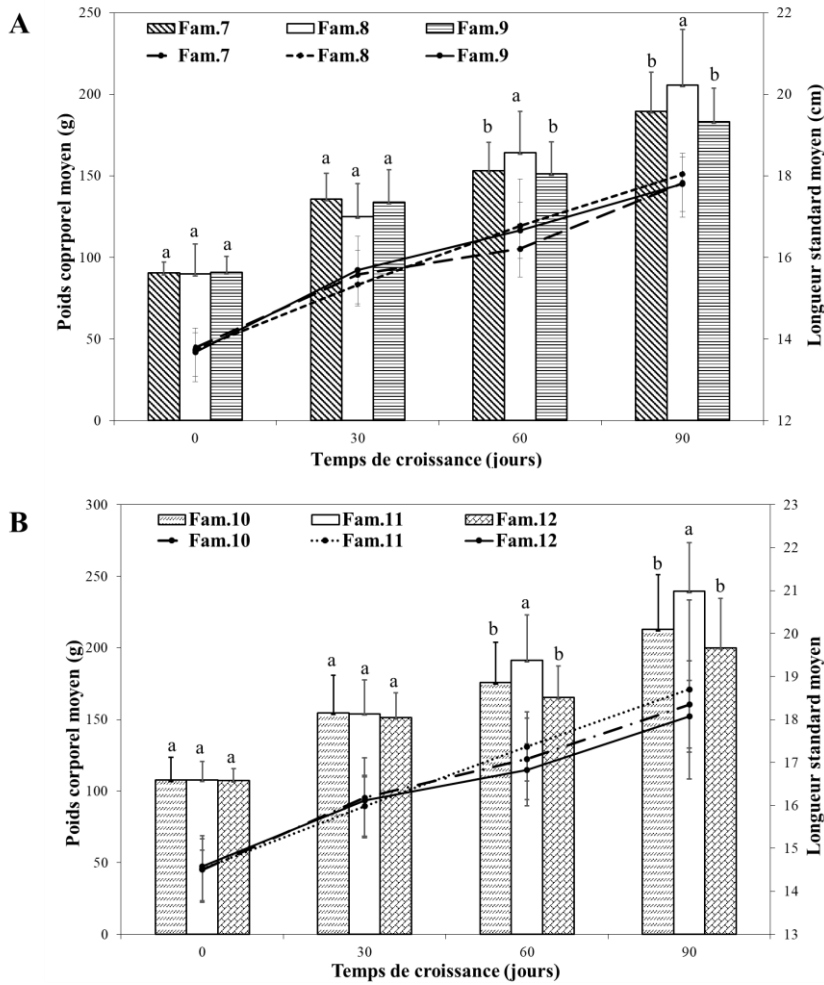 A
Fam.7 Fam.8 Fam.9
Fam.7 Fam.8 Fam.9
Poids coprporel moyen (g)
Longueur standard moyen (cm)
250
200
150
100
50
0
22
20
18
16
14
12
a a a
a a a
b a b
b a b
0 30 60 90
Temps de croissance (jours)
B
Fam.10 Fam.11 Fam.12
Fam.10 Fam.11 Fam.12
Poids corporel moyen (g)
Longueur standard moyen
300
250
200
150
100
50
0
23
22
21
20
19
18
17
16
15
14
13
a a a
a a a
b a b
b a b
0 30 60 90
Temps de croissance (jours)